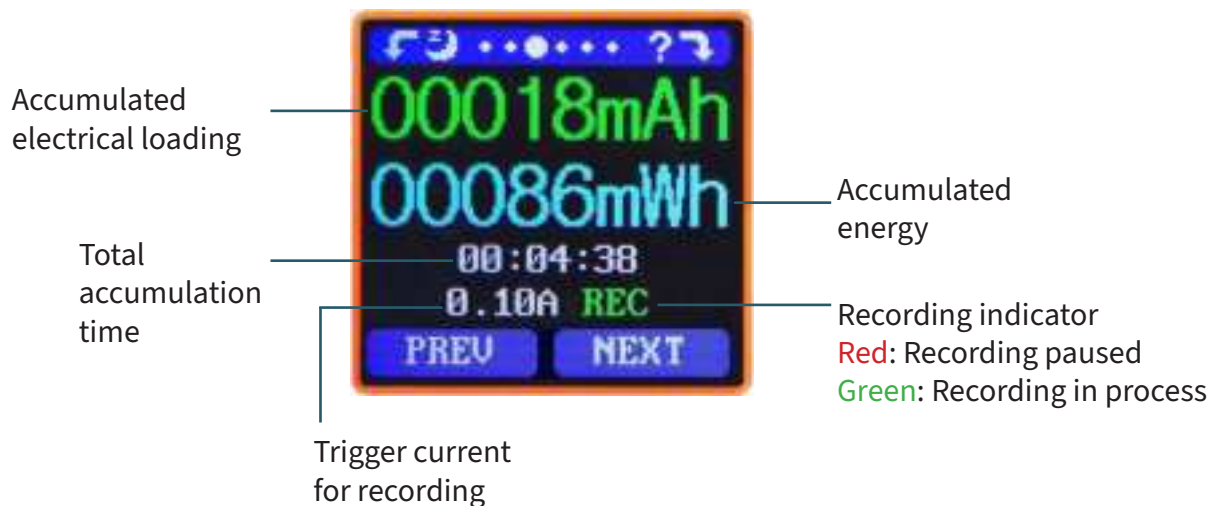 ?
00018mAh
Accumulated
electrical loading
00086mWh
Accumulated
energy
Total
accumulation
time
00:04:38
0.10A REC
Recording indicator
Red: Recording paused
Green: Recording in process
PREV NEXT
Trigger current
for recording